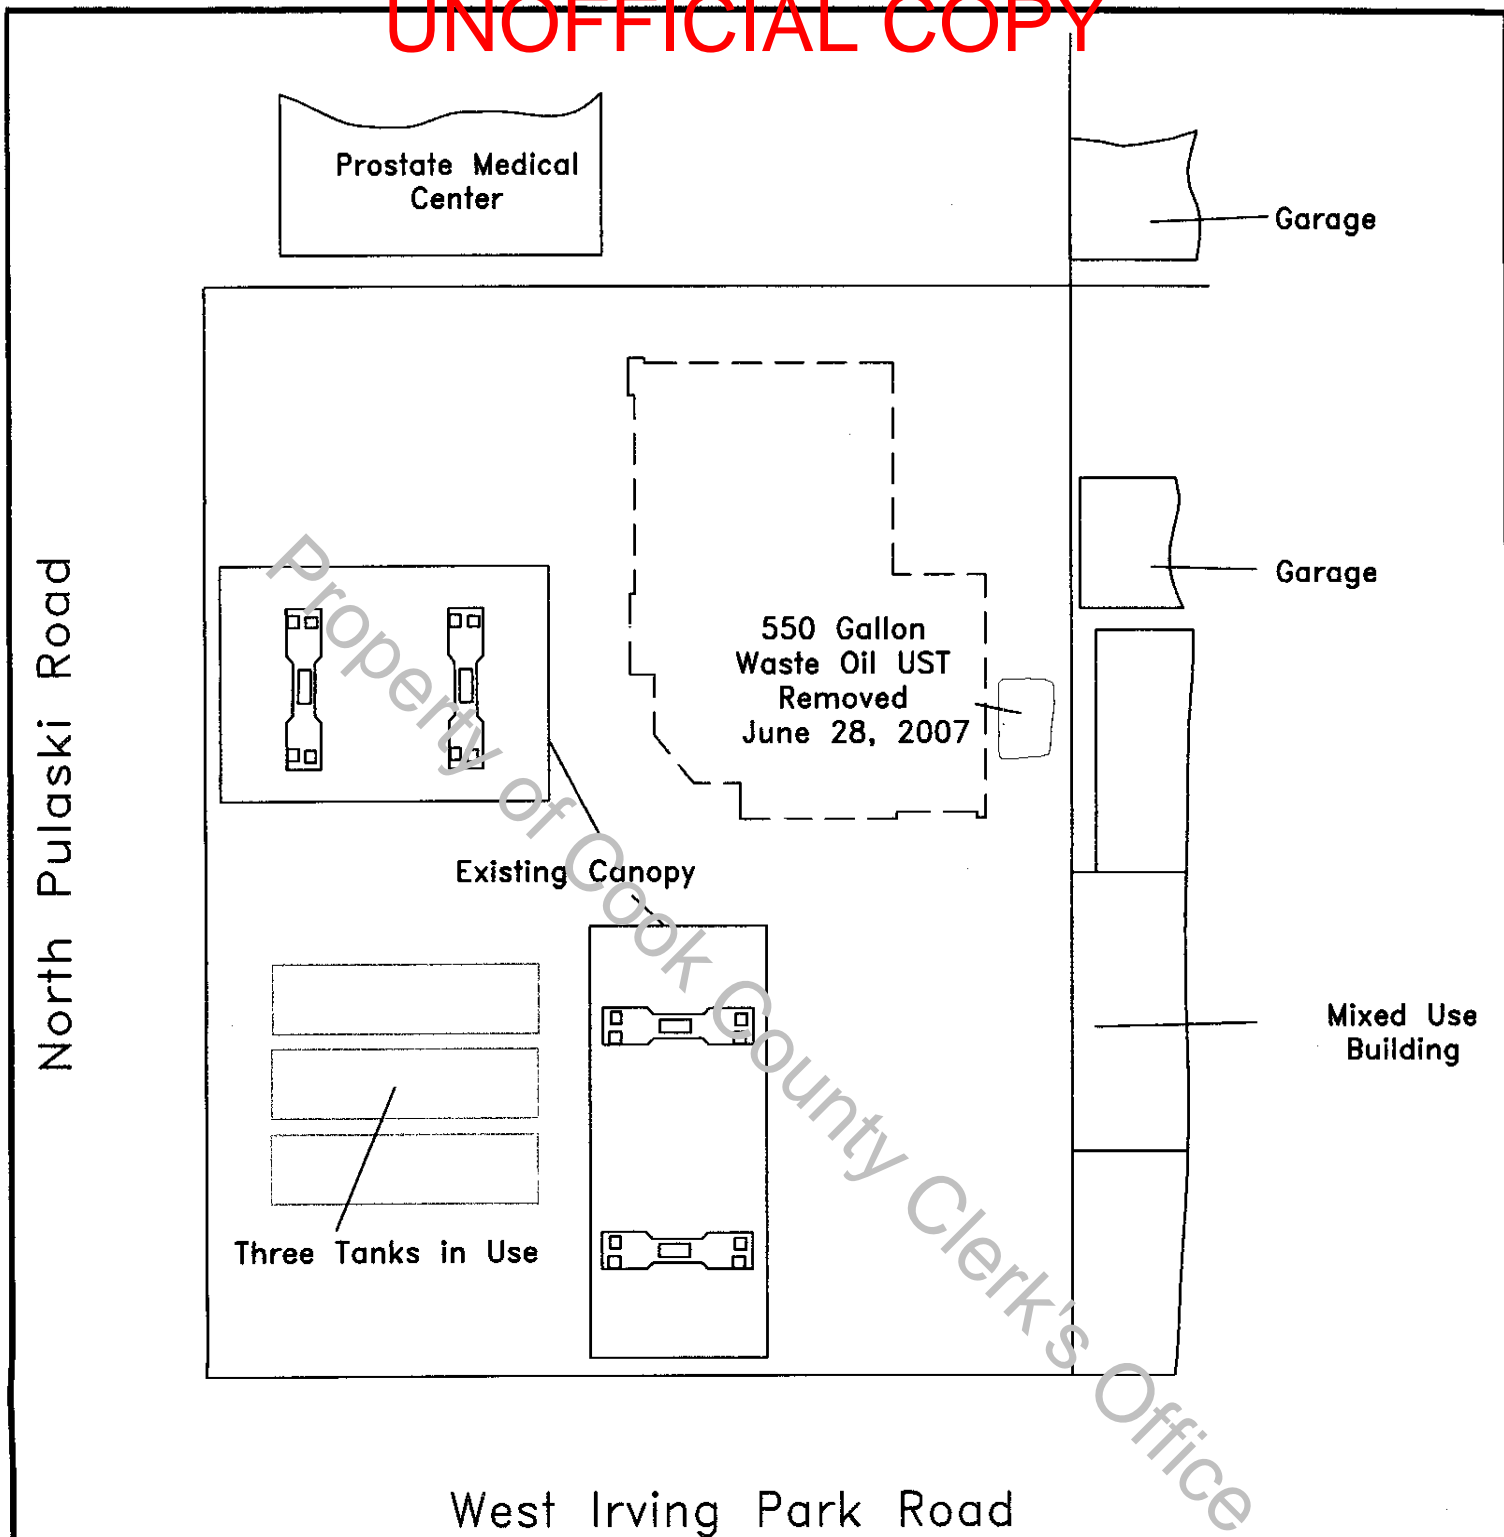 UNOFFICIAL COPY
Prostate Medical
Center
Garage
Garage
550 Gallon
Waste Oil UST
Removed
June 28, 2007
North Pulaski Road
Existing Canopy
Mixed Use
Building
Three Tanks in Use
West Irving Park Road
Property of Cook County Clerk's Office